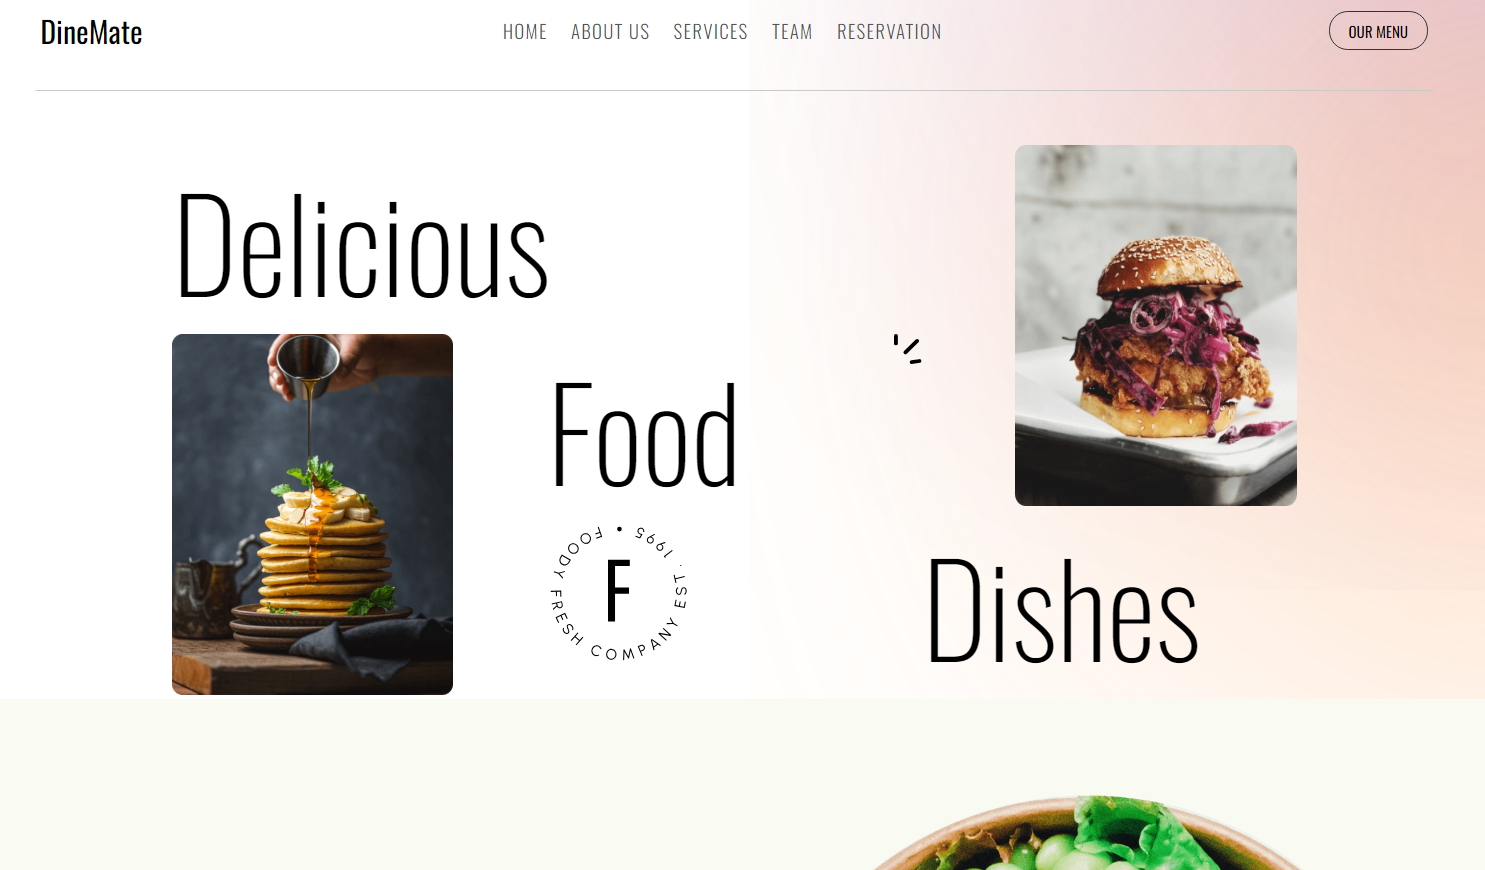 DineMate
HOME ABOUT US SERVICES TEAM RESERVATION
OUR MENU
Delicious
Food
FOODY FRESH COMPANY EST . 1995 •
F
Dishes